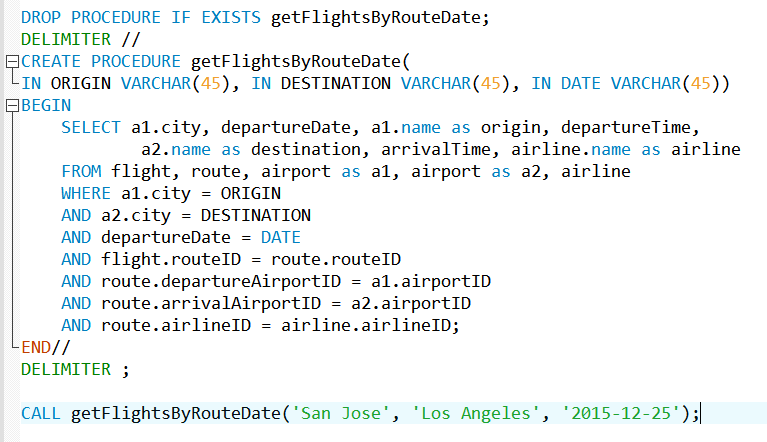 DROP PROCEDURE IF EXISTS getFlightsByRouteDate;
DELIMITER //
CREATE PROCEDURE getFlightsByRouteDate(
IN ORIGIN VARCHAR(45), IN DESTINATION VARCHAR(45), IN DATE VARCHAR(45))
BEGIN
SELECT a1.city, departureDate, a1.name as origin, departureTime,
a2.name as destination, arrivalTime, airline.name as airline
FROM flight, route, airport as a1, airport as a2, airline
WHERE a1.city = ORIGIN
AND a2.city = DESTINATION
AND departureDate = DATE
AND flight.routeID = route.routeID
AND route.departureAirportID = a1.airportID
AND route.arrivalAirportID = a2.airportID
AND route.airlineID = airline.airlineID;
END//
DELIMITER ;
CALL getFlightsByRouteDate('San Jose', 'Los Angeles', '2015-12-25');